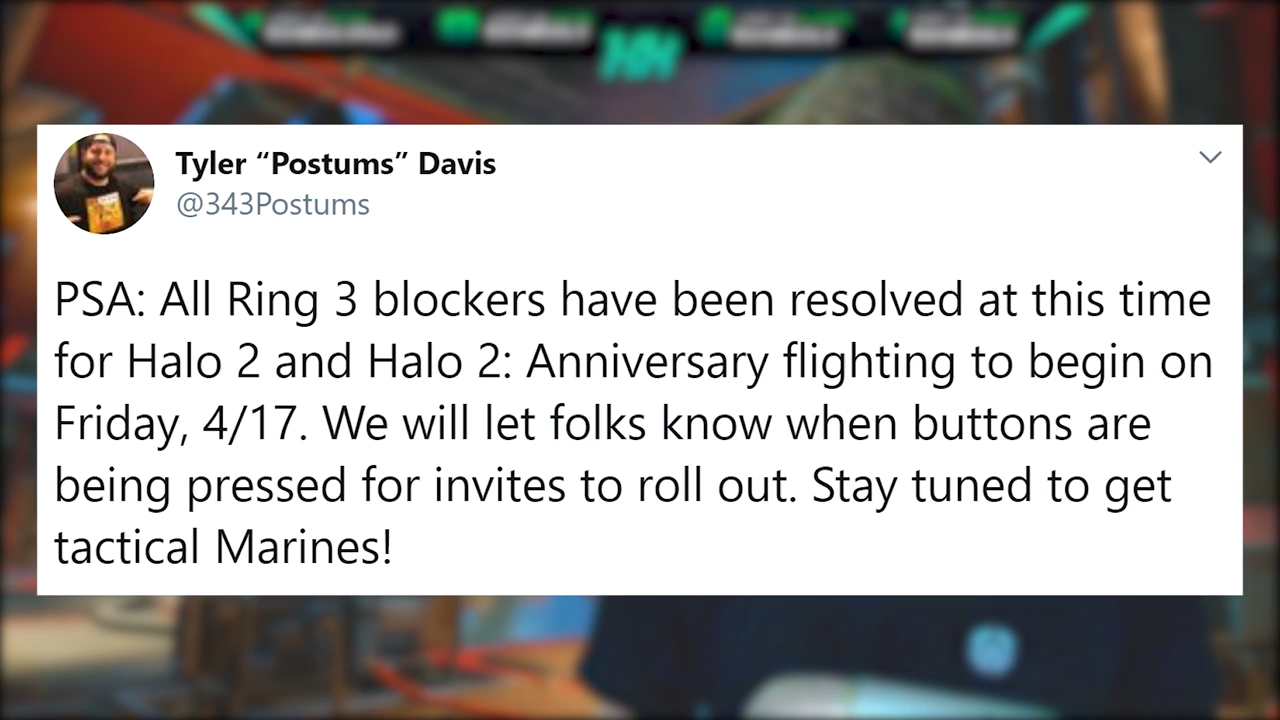 Tyler “Postums” Davis
@343Postums
PSA: All Ring 3 blockers have been resolved at this time
for Halo 2 and Halo 2: Anniversary flighting to begin on
Friday, 4/17. We will let folks know when buttons are
being pressed for invites to roll out. Stay tuned to get
tactical Marines!